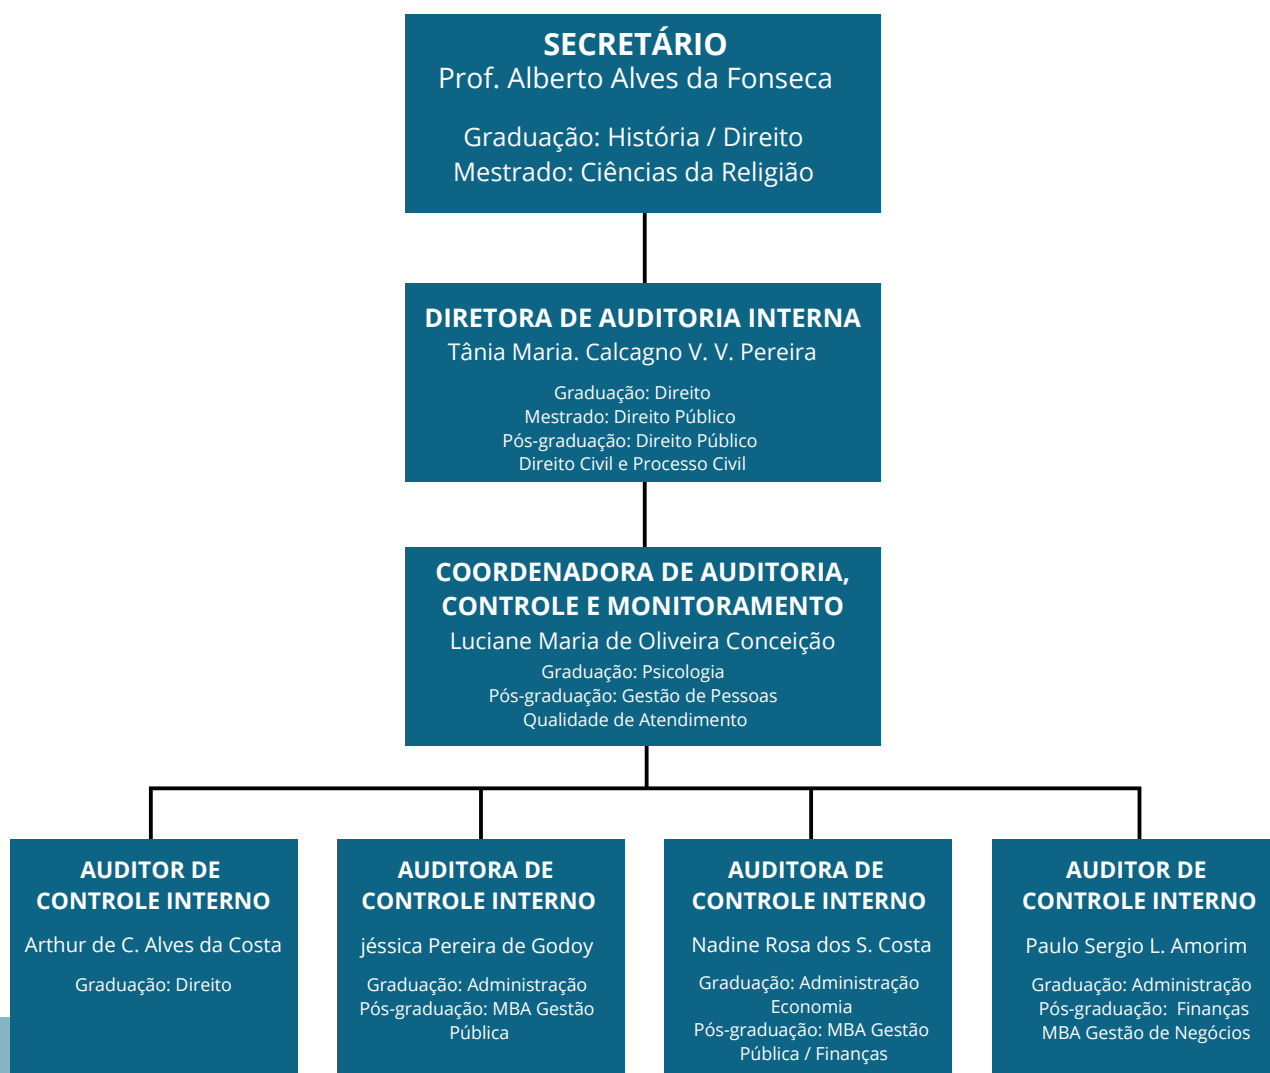 SECRETÁRIO
Prof. Alberto Alves da Fonseca
Graduação: História / Direito
Mestrado: Ciências da Religião
DIRETORA DE AUDITORIA INTERNA
Tânia Maria. Calcagno V. V. Pereira
Graduação: Direito
Mestrado: Direito Público
Pós-graduação: Direito Público
Direito Civil e Processo Civil
COORDENADORA DE AUDITORIA,
CONTROLE E MONITORAMENTO
Luciane Maria de Oliveira Conceição
Graduação: Psicologia
Pós-graduação: Gestão de Pessoas
Qualidade de Atendimento
AUDITOR DE
CONTROLE INTERNO
Arthur de C. Alves da Costa
Graduação: Direito
AUDITORA DE
CONTROLE INTERNO
jéssica Pereira de Godoy
Graduação: Administração
Pós-graduação: MBA Gestão
Pública
AUDITORA DE
CONTROLE INTERNO
Nadine Rosa dos S. Costa
Graduação: Administração
Economia
Pós-graduação: MBA Gestão
Pública / Finanças
AUDITOR DE
CONTROLE INTERNO
Paulo Sergio L. Amorim
Graduação: Administração
Pós-graduação: Finanças
MBA Gestão de Negócios